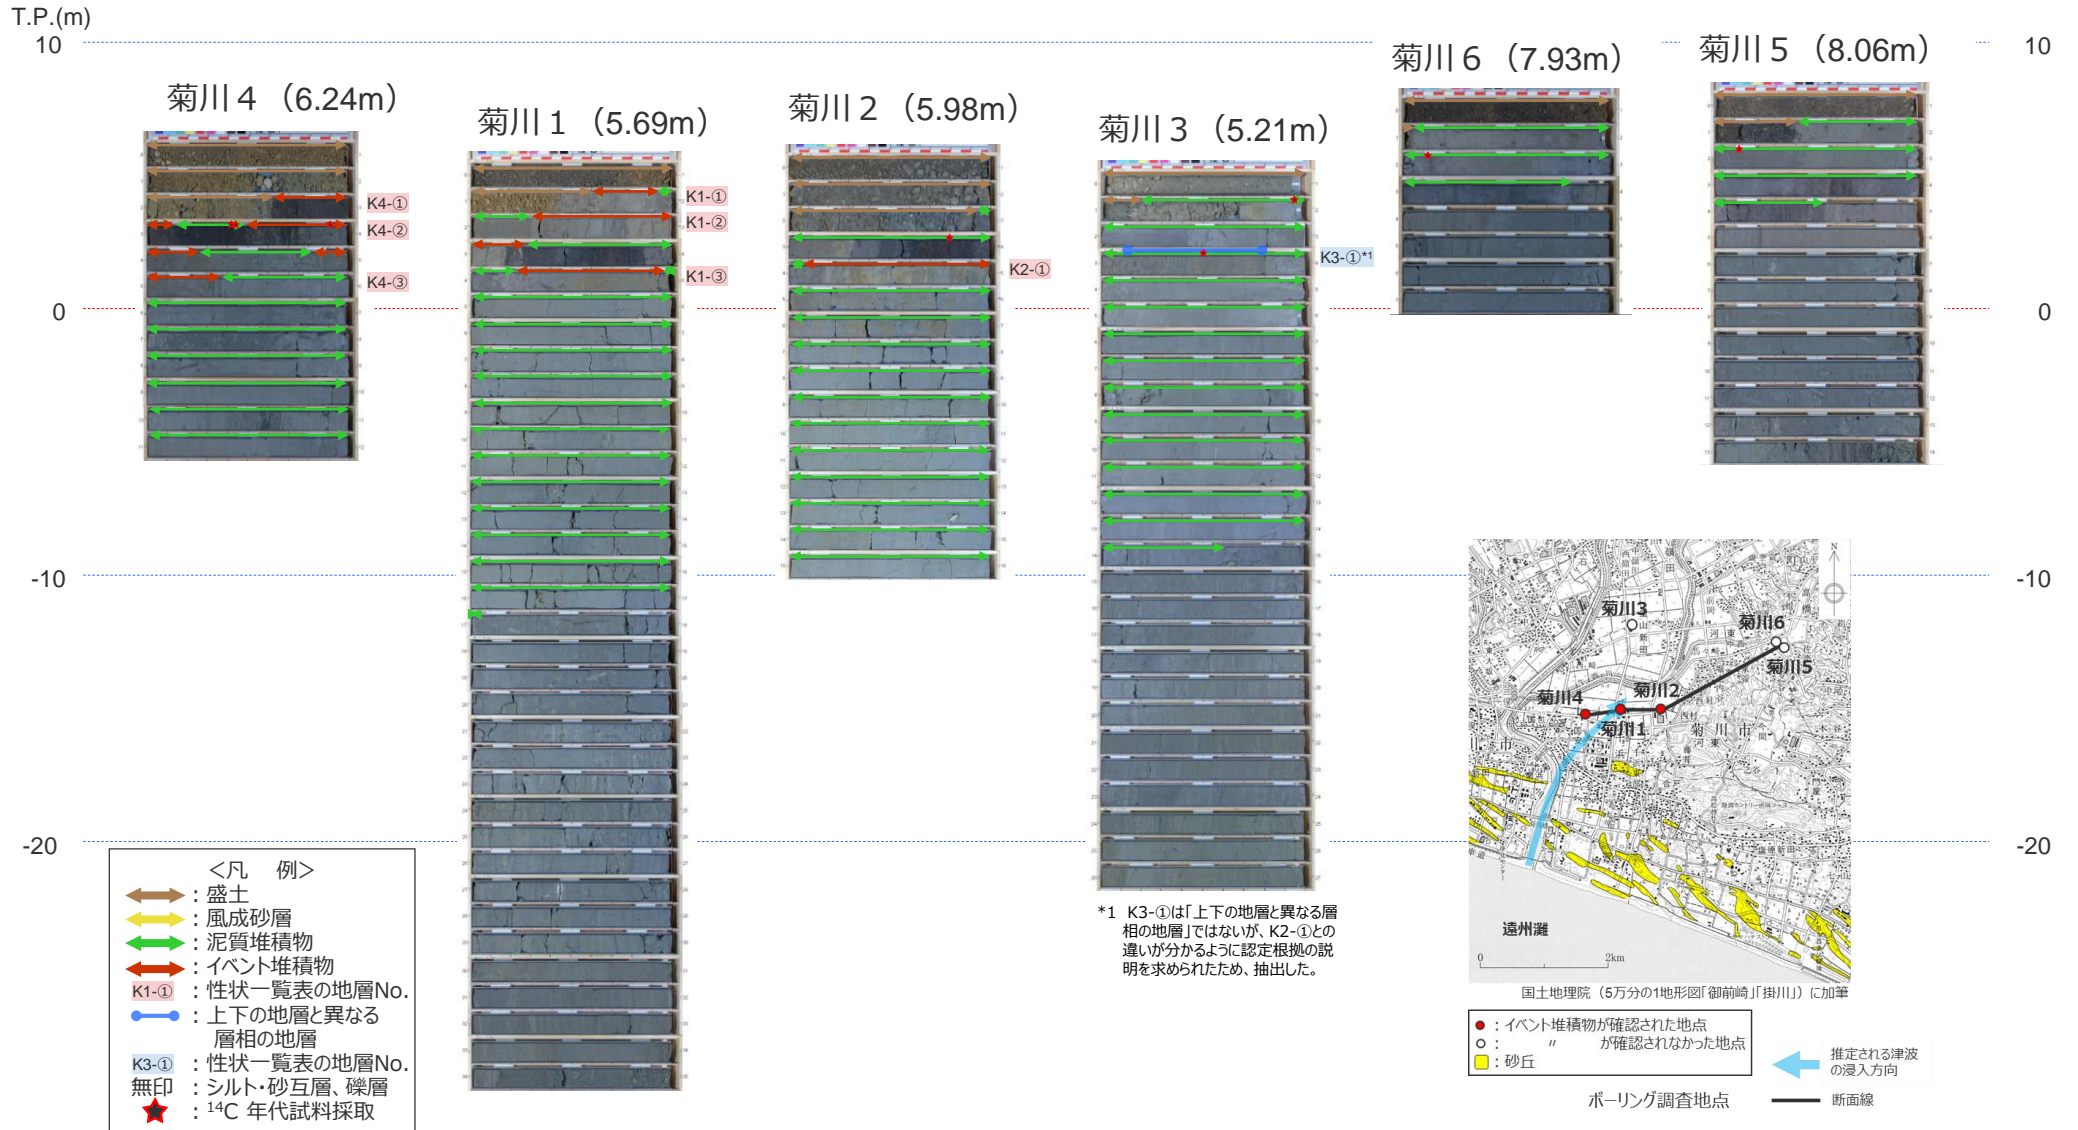 T.P.(m)
10
10
菊川４（6.24m）
菊川１（5.69m）
菊川２（5.98m）
菊川３（5.21m）
菊川６（7.93m）
菊川５（8.06m）
K4-①
K4-②
K4-③
K1-①
K1-②
K1-③
K2-①
K3-①*1
0
0
-10
-10
-20
-20
＜凡　例＞
：盛土
：風成砂層
：泥質堆積物
：イベント堆積物
K1-①：性状一覧表の地層No.
：上下の地層と異なる
層相の地層
K3-①：性状一覧表の地層No.
無印：シルト・砂互層、礫層
：14C 年代試料採取
*1 K3-①は「上下の地層と異なる層
相の地層」ではないが、K2-①との
違いが分かるように認定根拠の説
明を求められたため、抽出した。
N
菊川3
菊川6
菊川5
菊川4
菊川2
菊川1
菊川市
遠州灘
0
2km
国土地理院（5万分の1地形図「御前崎」「掛川」）に加筆
：イベント堆積物が確認された地点
：　〃　が確認されなかった地点
：砂丘
推定される津波
の浸入方向
ボーリング調査地点
断面線